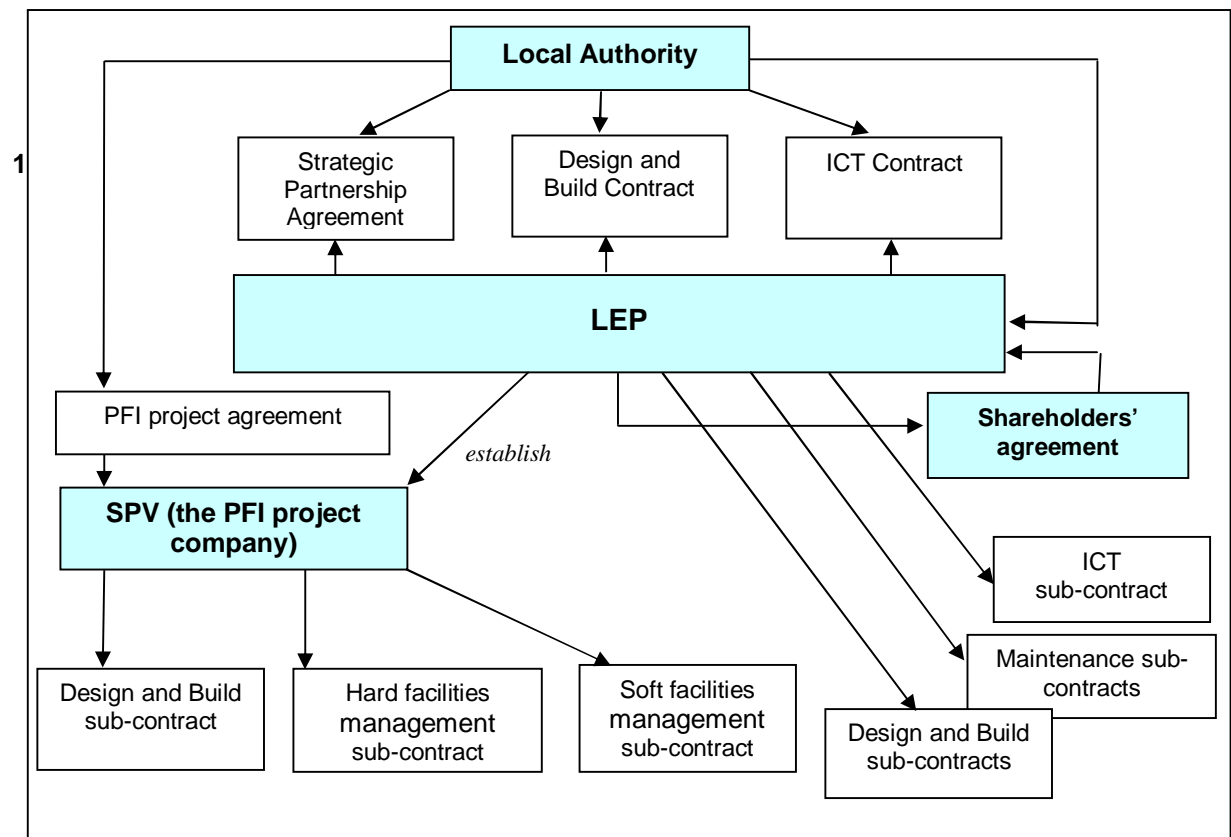 Local Authority
1
Strategic
Partnership
Agreement
Design and
Build Contract
ICT Contract
LEP
PFI project agreement
establish
Shareholders’
agreement
SPV (the PFI project
company)
ICT
sub-contract
Maintenance sub-
contracts
Design and Build
sub-contract
Hard facilities
management
sub-contract
Soft facilities
management
sub-contract
Design and Build
sub-contracts